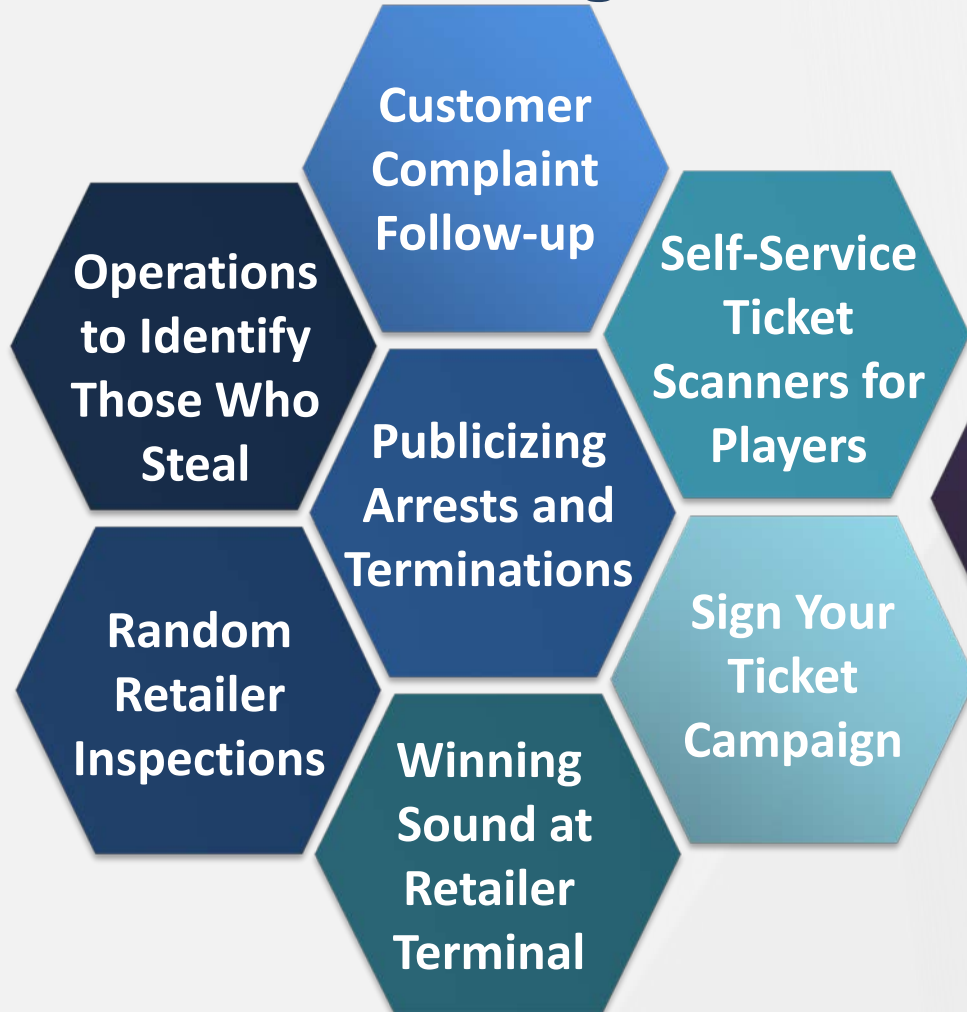 Customer
Complaint
Follow-up
Operations
to Identify
Those Who
Steal
Self-Service
Ticket
Scanners for
Players
Publicizing
Arrests and
Terminations
Random
Retailer
Inspections
Sign Your
Ticket
Campaign
Winning
Sound at
Retailer
Terminal